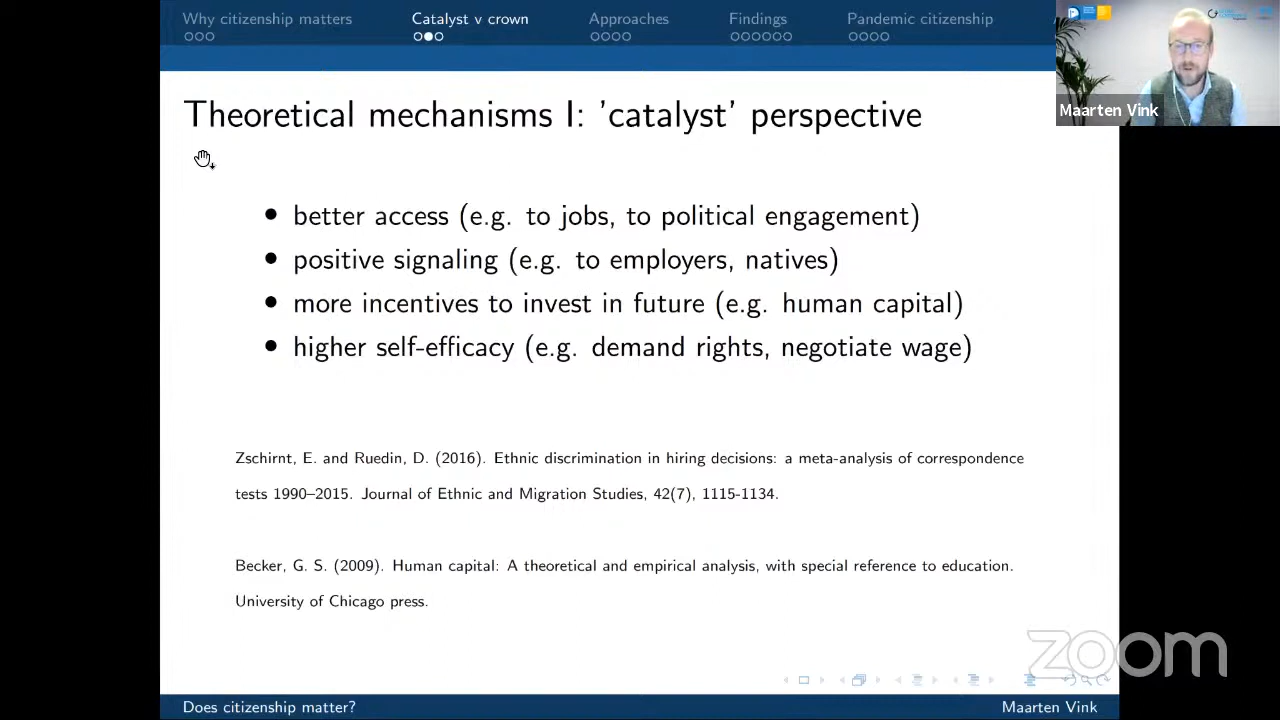 Why citizenship matters
Catalyst v crown
Approaches
Findings
Pandemic citizenship
Maarten Vink
Theoretical mechanisms I: 'catalyst' perspective
• better access (e.g. to jobs, to political engagement)
• positive signaling (e.g. to employers, natives)
• more incentives to invest in future (e.g. human capital)
• higher self-efficacy (e.g. demand rights, negotiate wage)
Zschirnt, E. and Ruedin, D. (2016). Ethnic discrimination in hiring decisions: a meta-analysis of correspondence
tests 1990–2015. Journal of Ethnic and Migration Studies, 42(7), 1115-1134.
Becker, G. S. (2009). Human capital: A theoretical and empirical analysis, with special reference to education.
University of Chicago press.
zoom
Does citizenship matter?
Maarten Vink